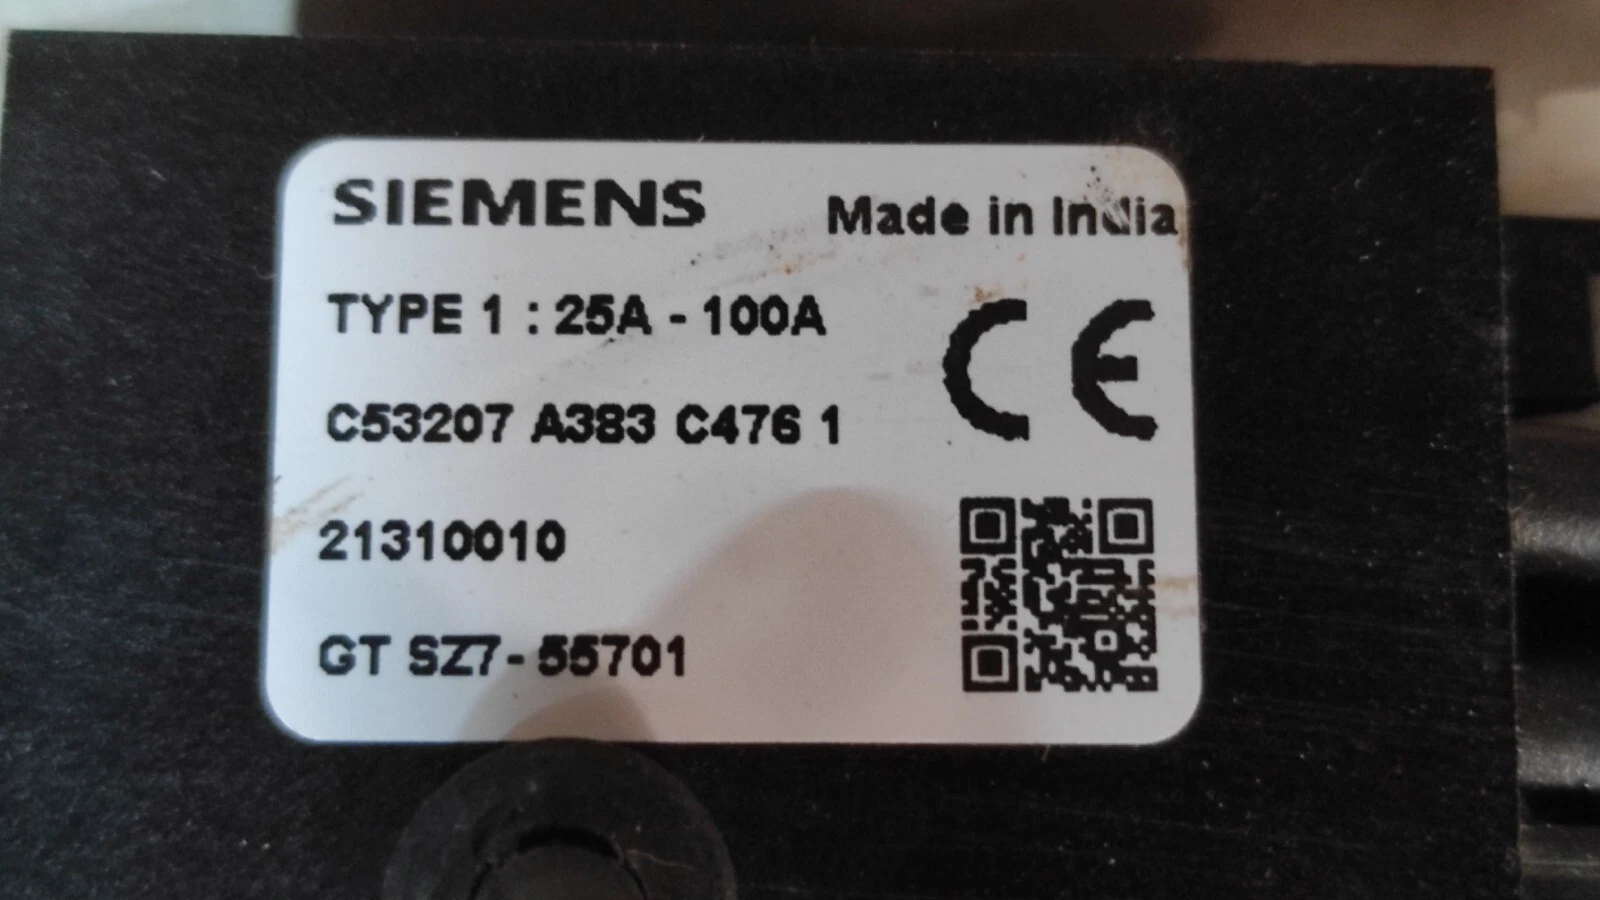 SIEMENS
Made in India
TYPE 1 : 25A - 100A
CE
C53207 A383 C476 1
21310010
GT SZ7-55701